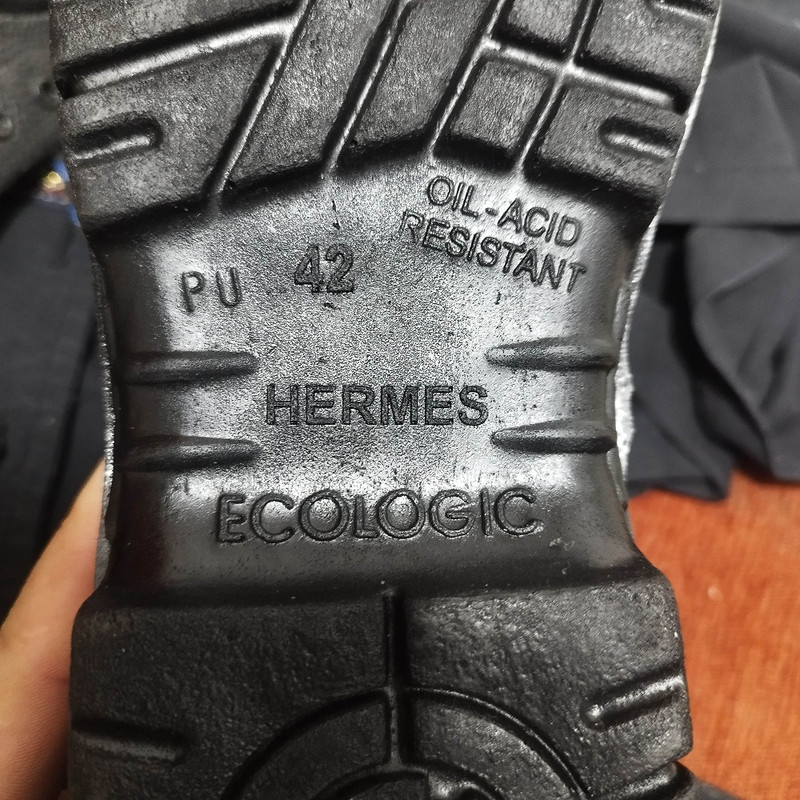 OIL-ACID
RESISTANT
PU 42
HERMES
ECOLOGIC